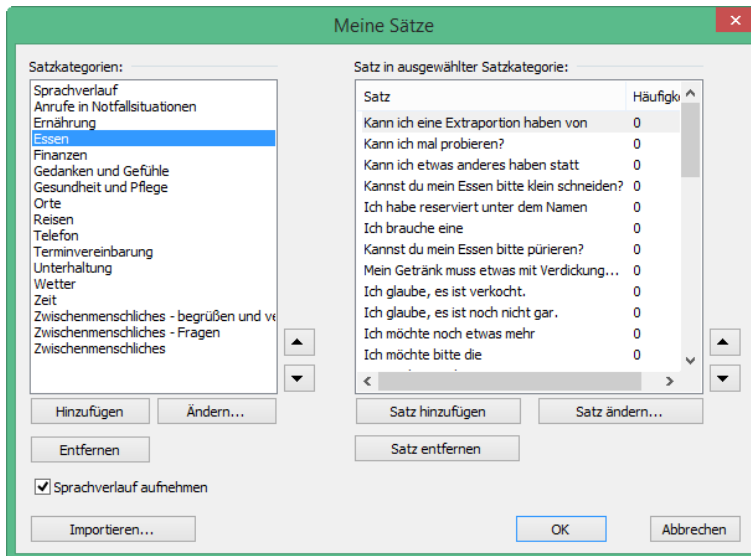 Meine Sätze
Satzkategorien:
Sprachverlauf
Anrufe in Notfallsituationen
Ernährung
Essen
Finanzen
Gedanken und Gefühle
Gesundheit und Pflege
Orte
Reisen
Telefon
Terminvereinbarung
Unterhaltung
Wetter
Zeit
Zwischenmenschliches - begrüßen und ve
Zwischenmenschliches - Fragen
Zwischenmenschliches
Hinzufügen Ändern...
Entfernen
Sprachverlauf aufnehmen
Importieren...
Satz in ausgewählter Satzkategorie:
Satz Häufigke
Kann ich eine Extraportion haben von 0
Kann ich mal probieren? 0
Kann ich etwas anderes haben statt 0
Kannst du mein Essen bitte klein schneiden? 0
Ich habe reserviert unter dem Namen 0
Ich brauche eine 0
Kannst du mein Essen bitte pürieren? 0
Mein Getränk muss etwas mit Verdickung... 0
Ich glaube, es ist verkocht. 0
Ich glaube, es ist noch nicht gar. 0
Ich möchte noch etwas mehr 0
Ich möchte bitte die 0
Satz hinzufügen Satz ändern...
Satz entfernen
OK Abbrechen